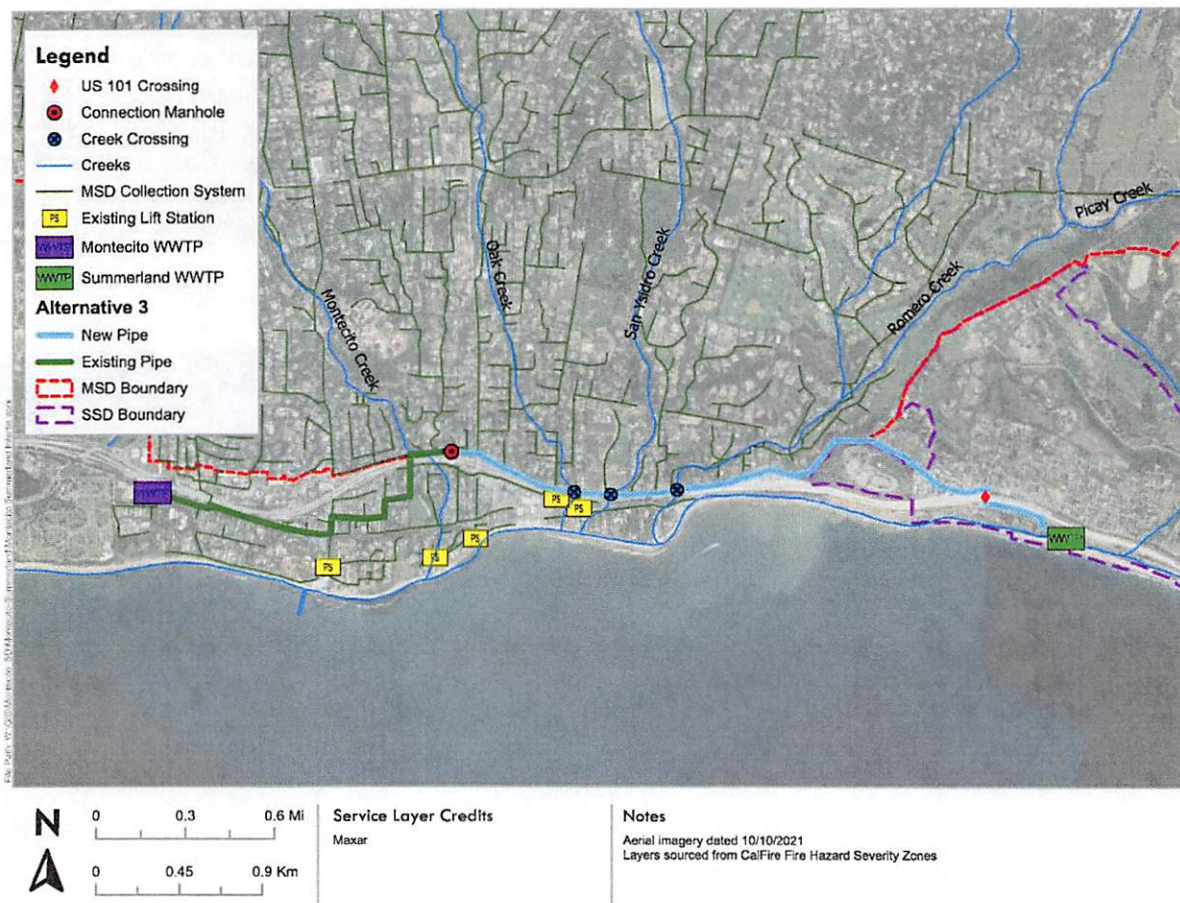 Legend
US 101 Crossing
Connection Manhole
Creek Crossing
Creeks
MSD Collection System
PS Existing Lift Station
WWTP Montecito WWTP
WWTP Summerland WWTP
Alternative 3
New Pipe
Existing Pipe
MSD Boundary
SSD Boundary
Montecito Creek
Oak Creek
San Ysidro Creek
Romero Creek
Picay Creek
WWTP
PS
PS
PS
PS
PS
WWTP
N
0 0.3 0.6 Mi
0 0.45 0.9 Km
Service Layer Credits
Maxar
Notes
Aerial imagery dated 10/10/2021
Layers sourced from CalFire Fire Hazard Severity Zones